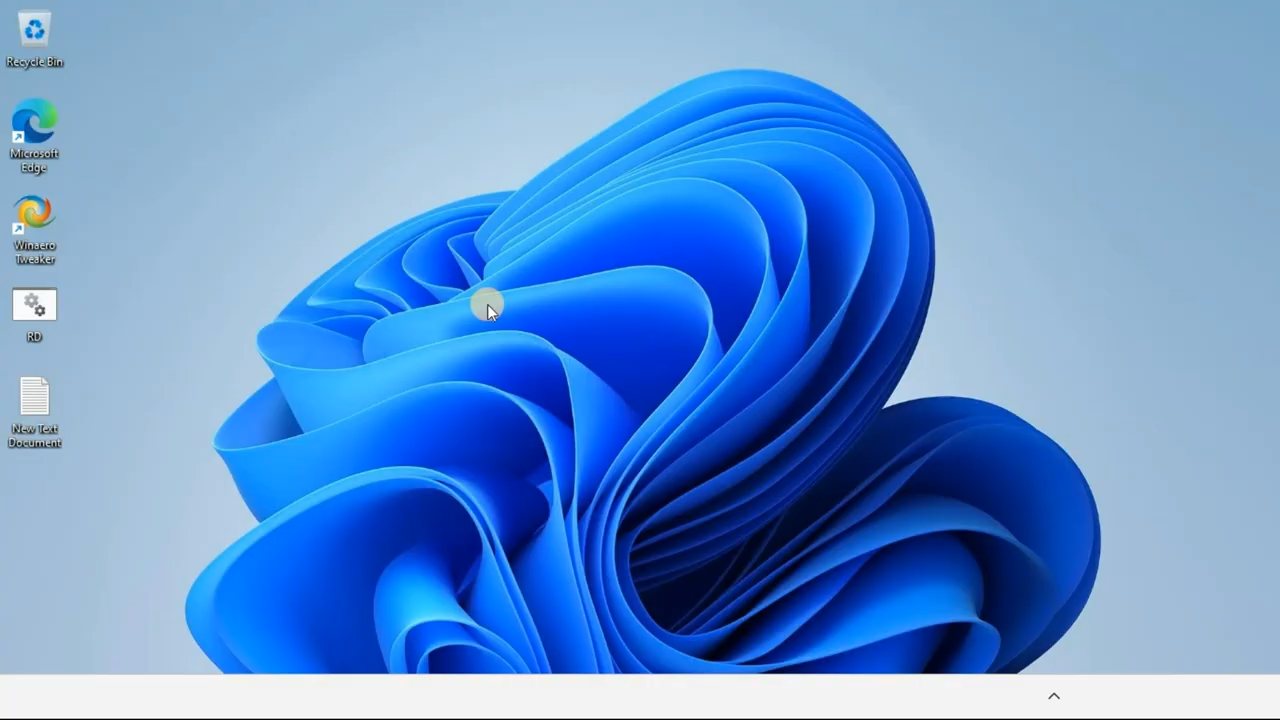 Recycle Bin
Microsoft
Edge
Winaero
Tweaker
RD
New Text
Document